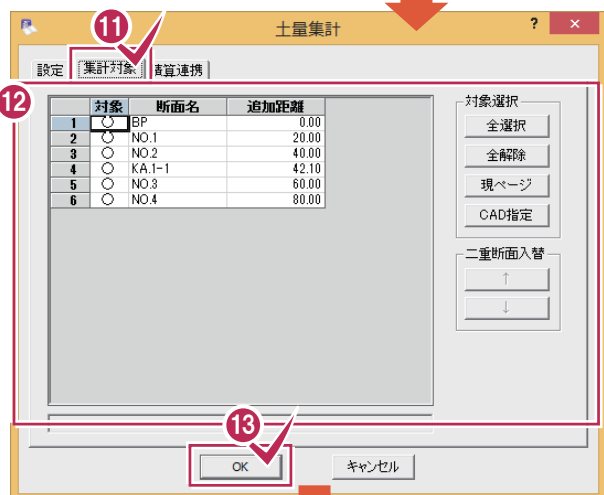 土量集計 ? ×
11
設定 集計対象 積算連携
12
対象 断面名 追加距離
1 ○ BP 0.00
2 ○ NO.1 20.00
3 ○ NO.2 40.00
4 ○ KA.1-1 42.10
5 ○ NO.3 60.00
6 ○ NO.4 80.00
対象選択
全選択
全解除
現ページ
CAD指定
二重断面入替
↑
↓
13
OK キャンセル